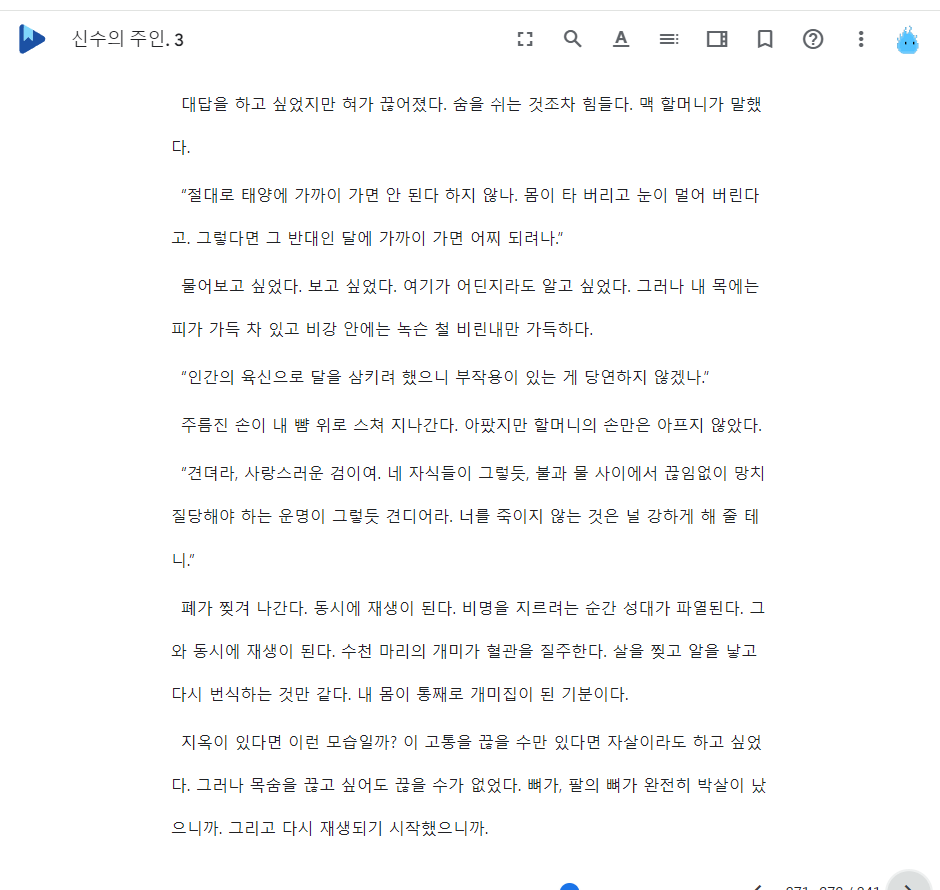 신수의 주인. 3
대답을 하고 싶었지만 혀가 끊어졌다. 숨을 쉬는 것조차 힘들다. 맥 할머니가 말했
다.
“절대로 태양에 가까이 가면 안 된다 하지 않나. 몸이 타 버리고 눈이 멀어 버린다
고. 그렇다면 그 반대인 달에 가까이 가면 어찌 되려나.”
물어보고 싶었다. 보고 싶었다. 여기가 어딘지라도 알고 싶었다. 그러나 내 목에는
피가 가득 차 있고 비강 안에는 녹슨 철 비린내만 가득하다.
“인간의 육신으로 달을 삼키려 했으니 부작용이 있는 게 당연하지 않겠나.”
주름진 손이 내 뺨 위로 스쳐 지나간다. 아팠지만 할머니의 손만은 아프지 않았다.
“견뎌라, 사랑스러운 검이여. 네 자식들이 그렇듯, 불과 물 사이에서 끊임없이 망치
질당해야 하는 운명이 그렇듯 견디어라. 너를 죽이지 않는 것은 널 강하게 해 줄 테
니.”
폐가 찢겨 나간다. 동시에 재생이 된다. 비명을 지르려는 순간 성대가 파열된다. 그
와 동시에 재생이 된다. 수천 마리의 개미가 혈관을 질주한다. 살을 찢고 알을 낳고
다시 번식하는 것만 같다. 내 몸이 통째로 개미집이 된 기분이다.
지옥이 있다면 이런 모습일까? 이 고통을 끊을 수만 있다면 자살이라도 하고 싶었
다. 그러나 목숨을 끊고 싶어도 끊을 수가 없었다. 뼈가, 팔의 뼈가 완전히 박살이 났
으니까. 그리고 다시 재생되기 시작했으니까.